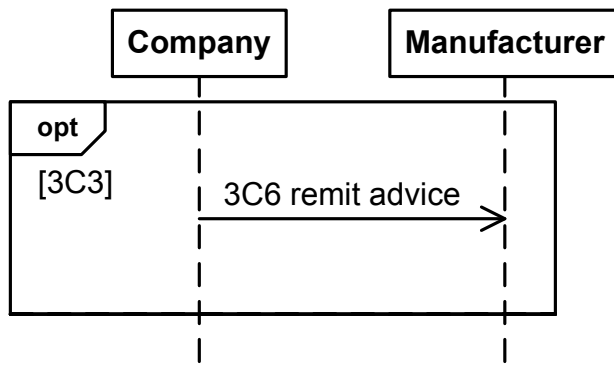 Company
Manufacturer
opt
[3C3]
3C6 remit advice